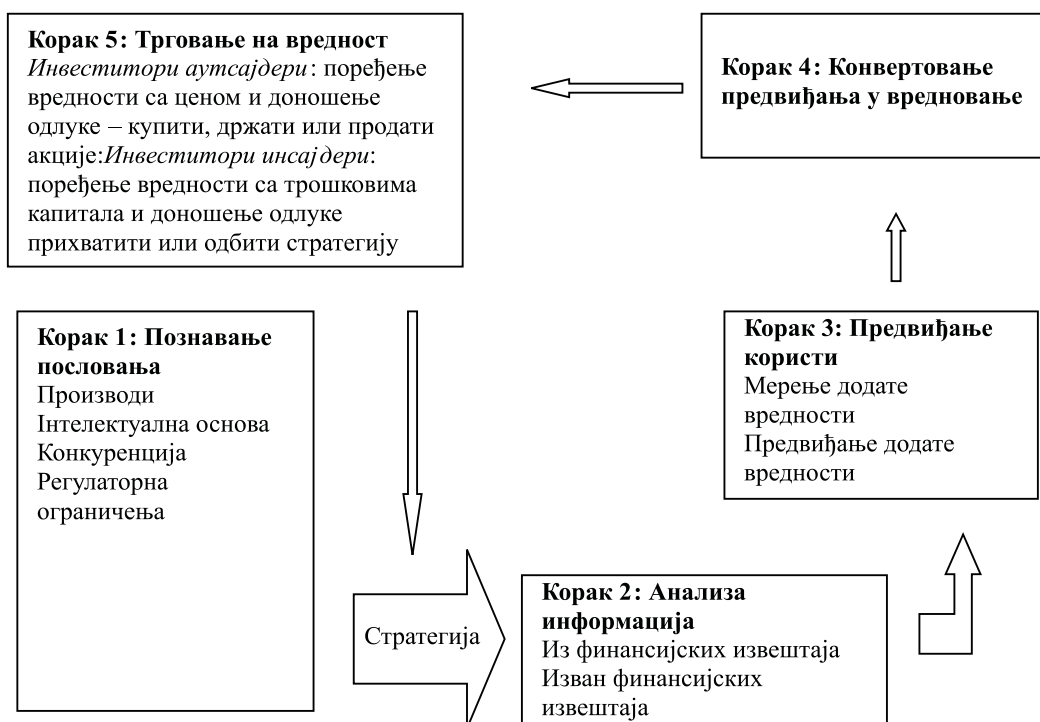 Корак 5: Трговање на вредност
Инвеститори аутсајдери: поређење
вредности са ценом и доношење
одлуке – купити, држати или продати
акције:Инвеститори инсајдери:
поређење вредности са трошковима
капитала и доношење одлуке
прихватити или одбити стратегију
Корак 4: Конвертовање
предвиђања у вредновање
Корак 1: Познавање
пословања
Производи
Інтелектуална основа
Конкуренција
Регулаторна
ограничења
Корак 3: Предвиђање
користи
Мерење додате
вредности
Предвиђање додате
вредности
Стратегија
Корак 2: Анализа
информација
Из финансијских извештаја
Изван финансијских
извештаја